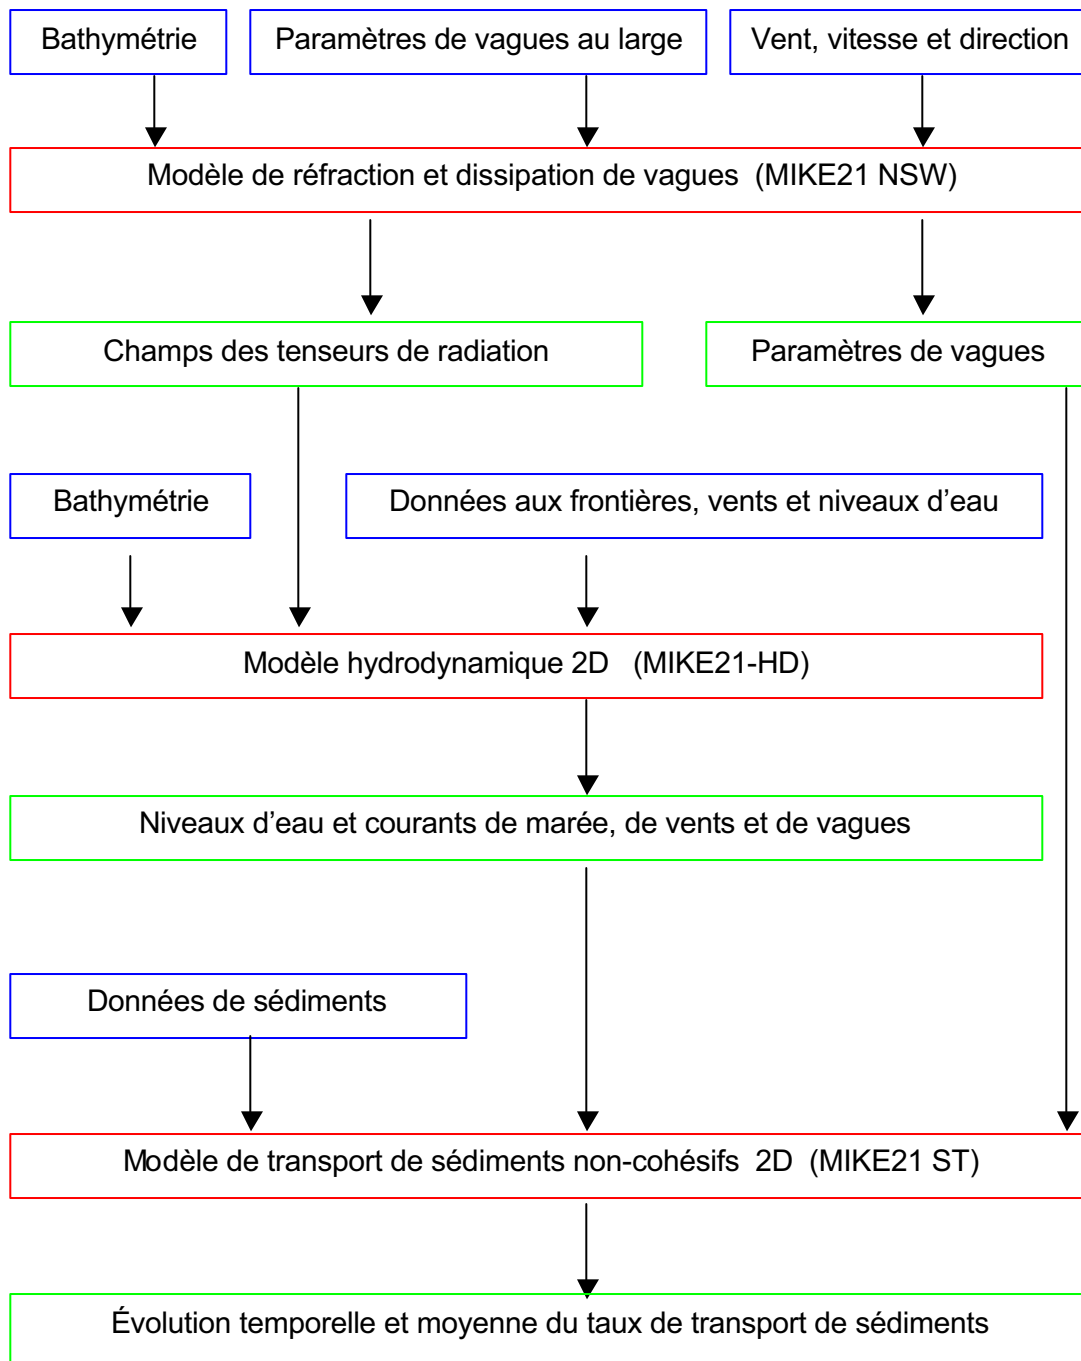 Bathymétrie
Paramètres de vagues au large
Vent, vitesse et direction
Modèle de réfraction et dissipation de vagues (MIKE21 NSW)
Champs des tenseurs de radiation
Paramètres de vagues
Bathymétrie
Données aux frontières, vents et niveaux d’eau
Modèle hydrodynamique 2D (MIKE21-HD)
Niveaux d’eau et courants de marée, de vents et de vagues
Données de sédiments
Modèle de transport de sédiments non-cohésifs 2D (MIKE21 ST)
Évolution temporelle et moyenne du taux de transport de sédiments